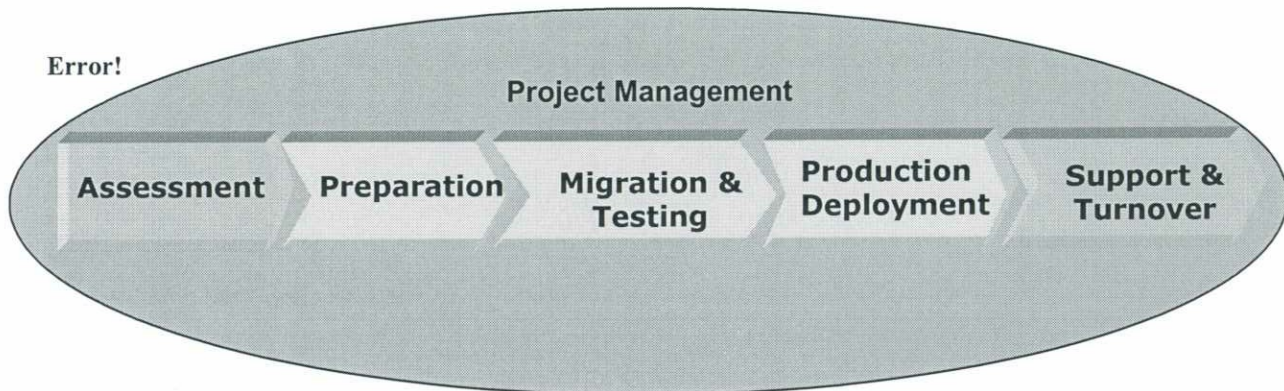 Error!
Project Management
Assessment
Preparation
Migration &
Testing
Production
Deployment
Support &
Turnover